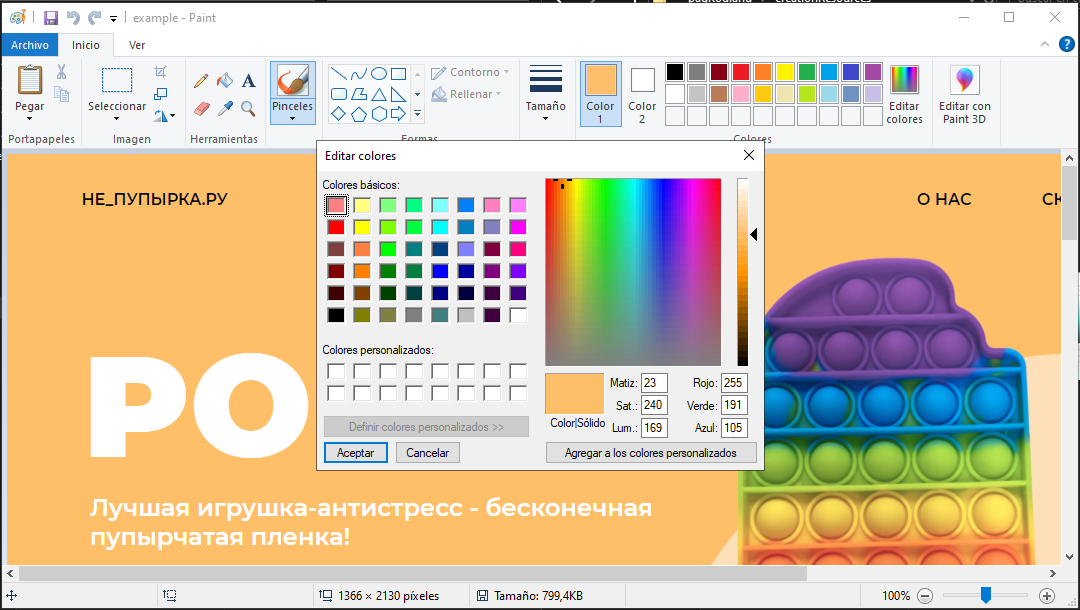 example - Paint
Archivo Inicio Ver
Pegar Seleccionar Pinceles Contorno Rellenar Tamaño Color 1 Color 2 Editar colores Editar con Paint 3D
Portapapeles Imagen Herramientas Formas Colores
Editar colores
Colores básicos:
Colores personalizados:
Definir colores personalizados >>
Aceptar Cancelar
Color|Sólido
Matiz: 23 Rojo: 255
Sat.: 240 Verde: 191
Lum.: 169 Azul: 105
Agregar a los colores personalizados
НЕ_ПУПЫРКА.РУ О НАС
PO
Лучшая игрушка-антистресс - бесконечная
пупырчатая пленка!
1366 × 2130 píxeles Tamaño: 799,4KB 100%